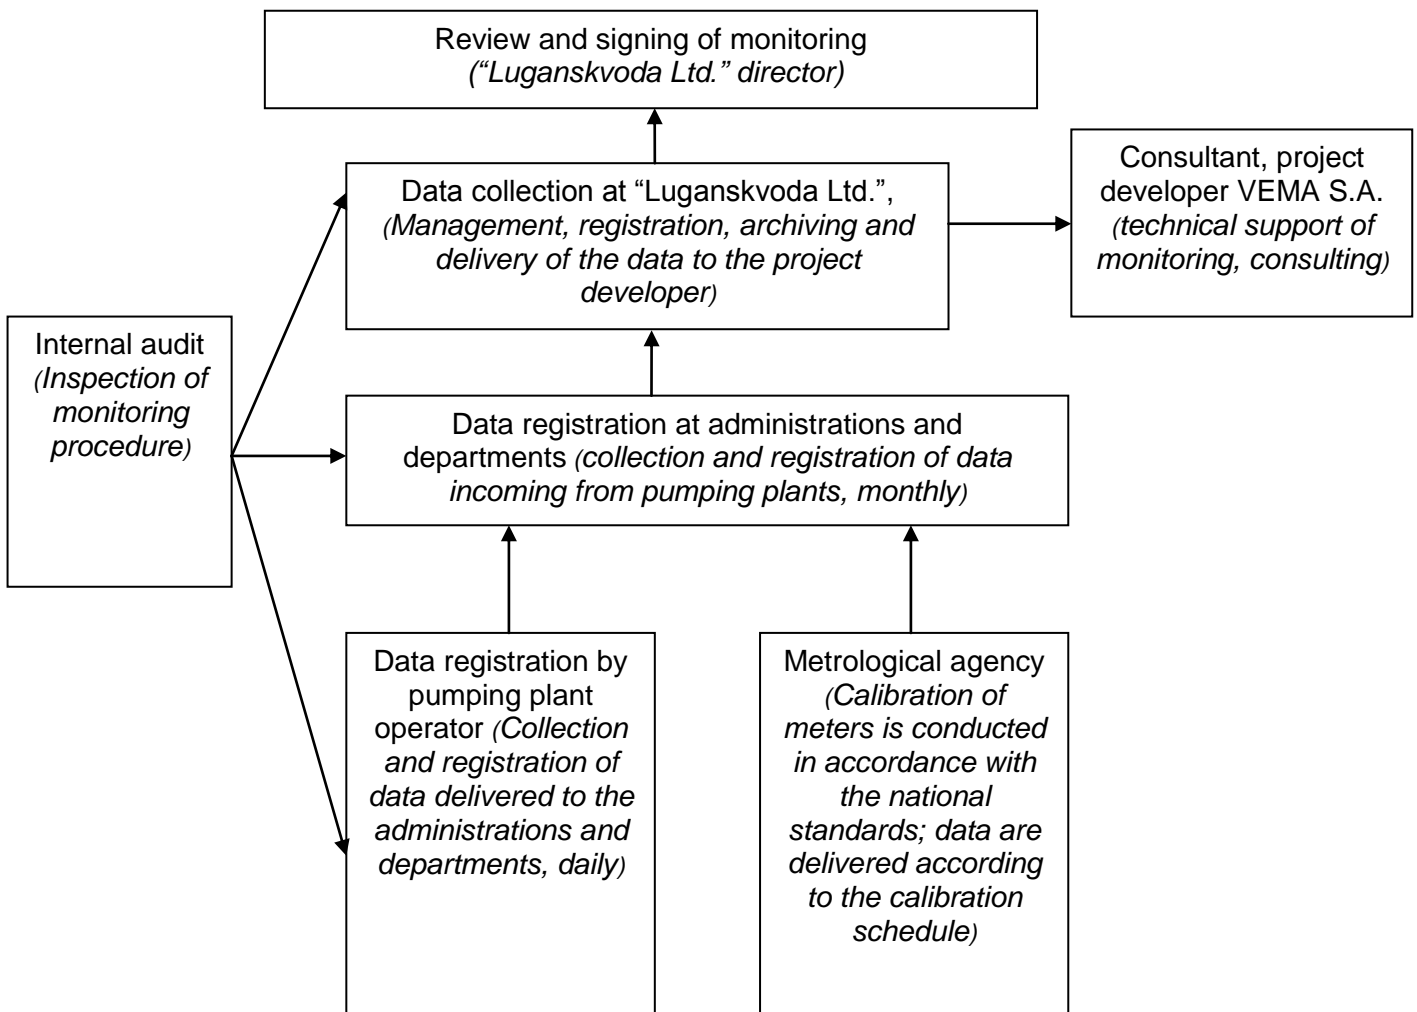 Review and signing of monitoring
(“Luganskvoda Ltd.” director)
Data collection at “Luganskvoda Ltd.”,
(Management, registration, archiving and
delivery of the data to the project
developer)
Consultant, project
developer VEMA S.A.
(technical support of
monitoring, consulting)
Internal audit
(Inspection of
monitoring
procedure)
Data registration at administrations and
departments (collection and registration of data
incoming from pumping plants, monthly)
Data registration by
pumping plant
operator (Collection
and registration of
data delivered to the
administrations and
departments, daily)
Metrological agency
(Calibration of
meters is conducted
in accordance with
the national
standards; data are
delivered according
to the calibration
schedule)